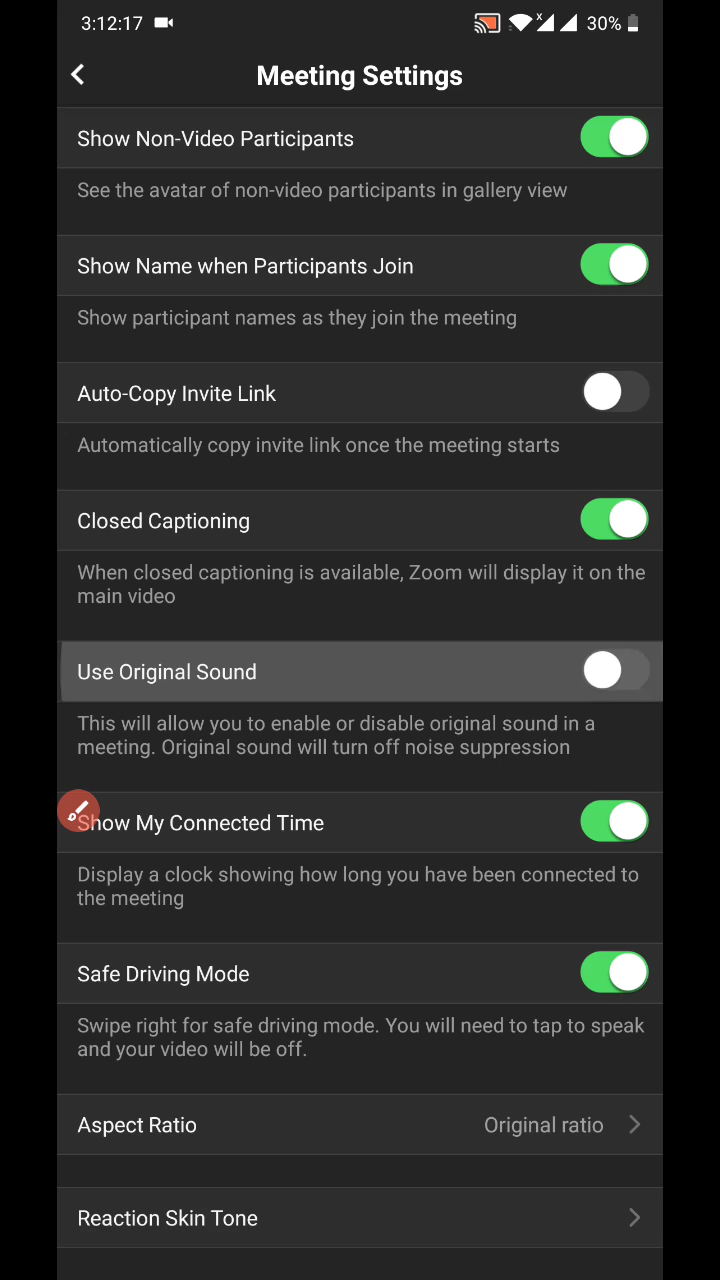 3:12:17
x
30%
Meeting Settings
Show Non-Video Participants
See the avatar of non-video participants in gallery view
Show Name when Participants Join
Show participant names as they join the meeting
Auto-Copy Invite Link
Automatically copy invite link once the meeting starts
Closed Captioning
When closed captioning is available, Zoom will display it on the
main video
Use Original Sound
This will allow you to enable or disable original sound in a
meeting. Original sound will turn off noise suppression
Show My Connected Time
Display a clock showing how long you have been connected to
the meeting
Safe Driving Mode
Swipe right for safe driving mode. You will need to tap to speak
and your video will be off.
Aspect Ratio Original ratio
Reaction Skin Tone